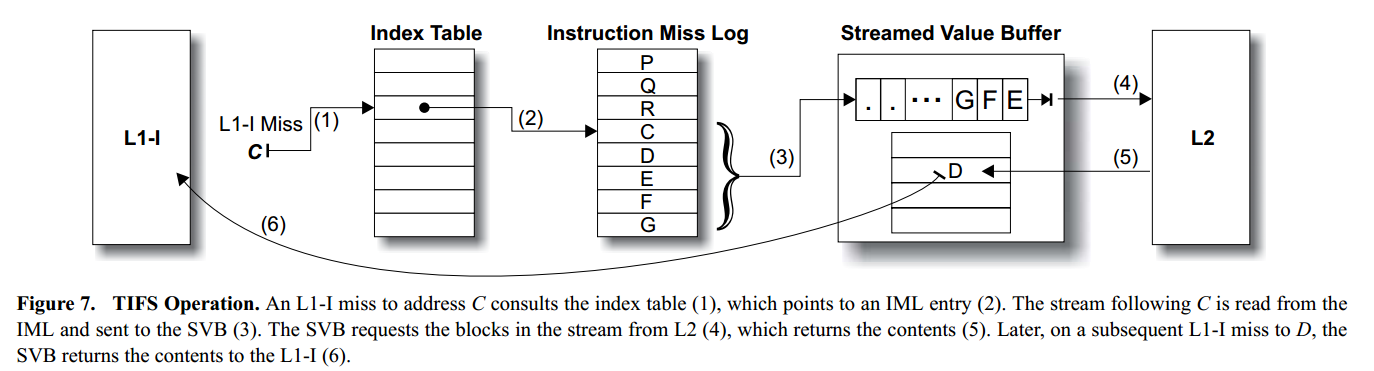 Index Table
Instruction Miss Log
Streamed Value Buffer
L1-I
L1-I Miss
C
(1)
(2)
P
Q
R
C
D
E
F
G
(3)
. . ... G F E
D
(4)
(5)
L2
(6)
Figure 7. TIFS Operation. An L1-I miss to address C consults the index table (1), which points to an IML entry (2). The stream following C is read from the
IML and sent to the SVB (3). The SVB requests the blocks in the stream from L2 (4), which returns the contents (5). Later, on a subsequent L1-I miss to D, the
SVB returns the contents to the L1-I (6).